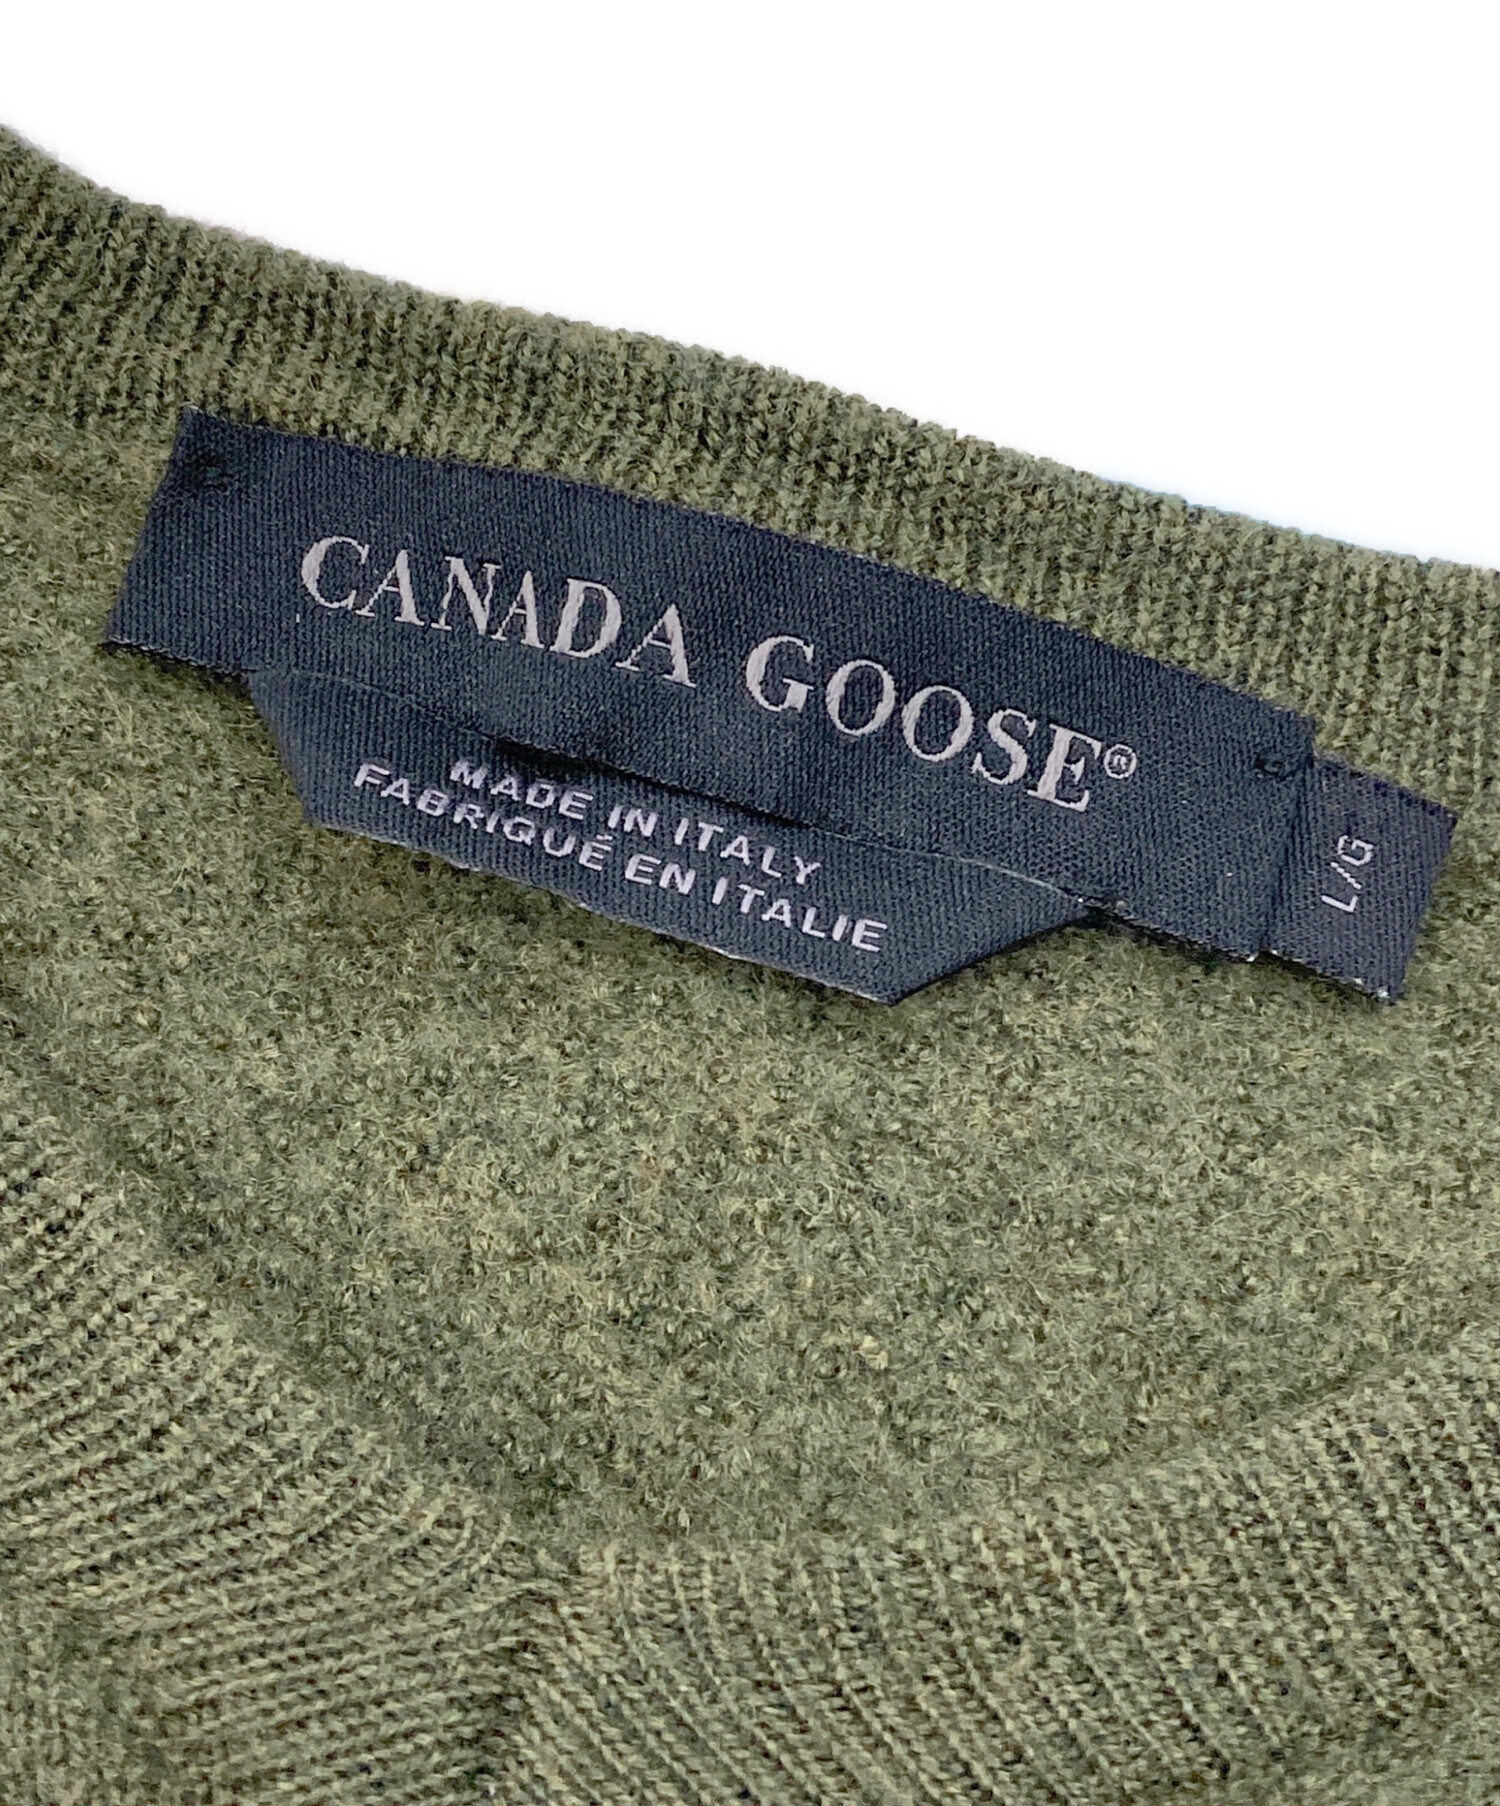 CANADA GOOSE®
MADE IN ITALY
FABRIQUÉ EN ITALIE
L/G